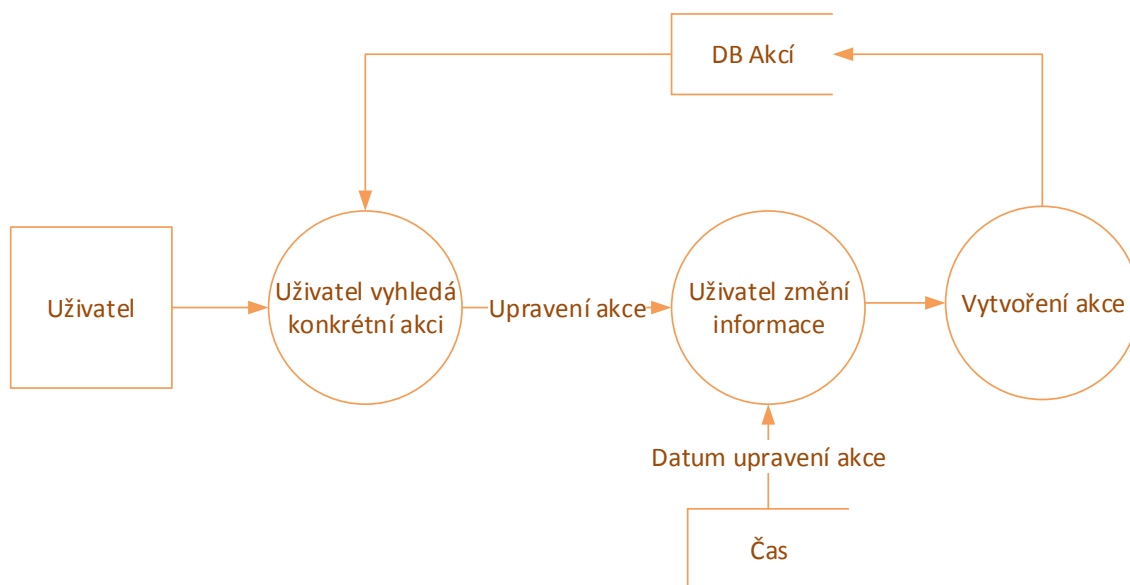 DB Akcí
Uživatel
Uživatel vyhledá
konkrétní akci
Upravení akce
Uživatel změní
informace
Vytvoření akce
Datum upravení akce
Čas